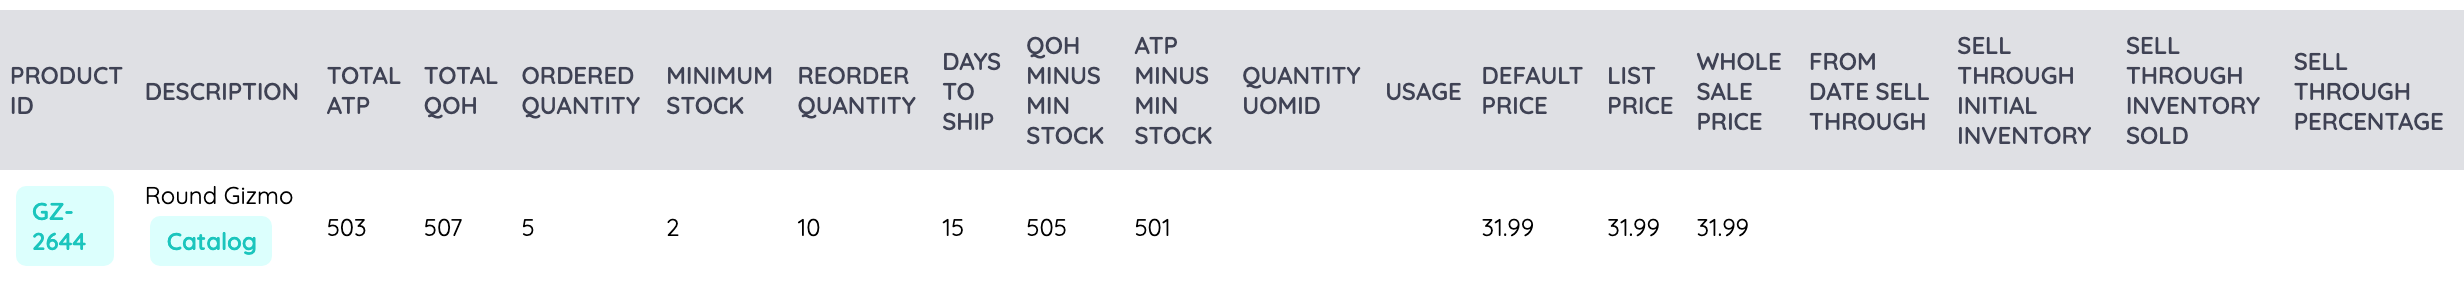 PRODUCT ID
DESCRIPTION
TOTAL ATP
TOTAL QOH
ORDERED QUANTITY
MINIMUM STOCK
REORDER QUANTITY
DAYS TO SHIP
QOH MINUS MIN STOCK
ATP MINUS MIN STOCK
QUANTITY UOMID
USAGE
DEFAULT PRICE
LIST PRICE
WHOLE SALE PRICE
FROM DATE SELL THROUGH
SELL THROUGH INITIAL INVENTORY
SELL THROUGH INVENTORY SOLD
SELL THROUGH PERCENTAGE
GZ-
2644
Round Gizmo
Catalog
503
507
5
2
10
15
505
501
31.99
31.99
31.99